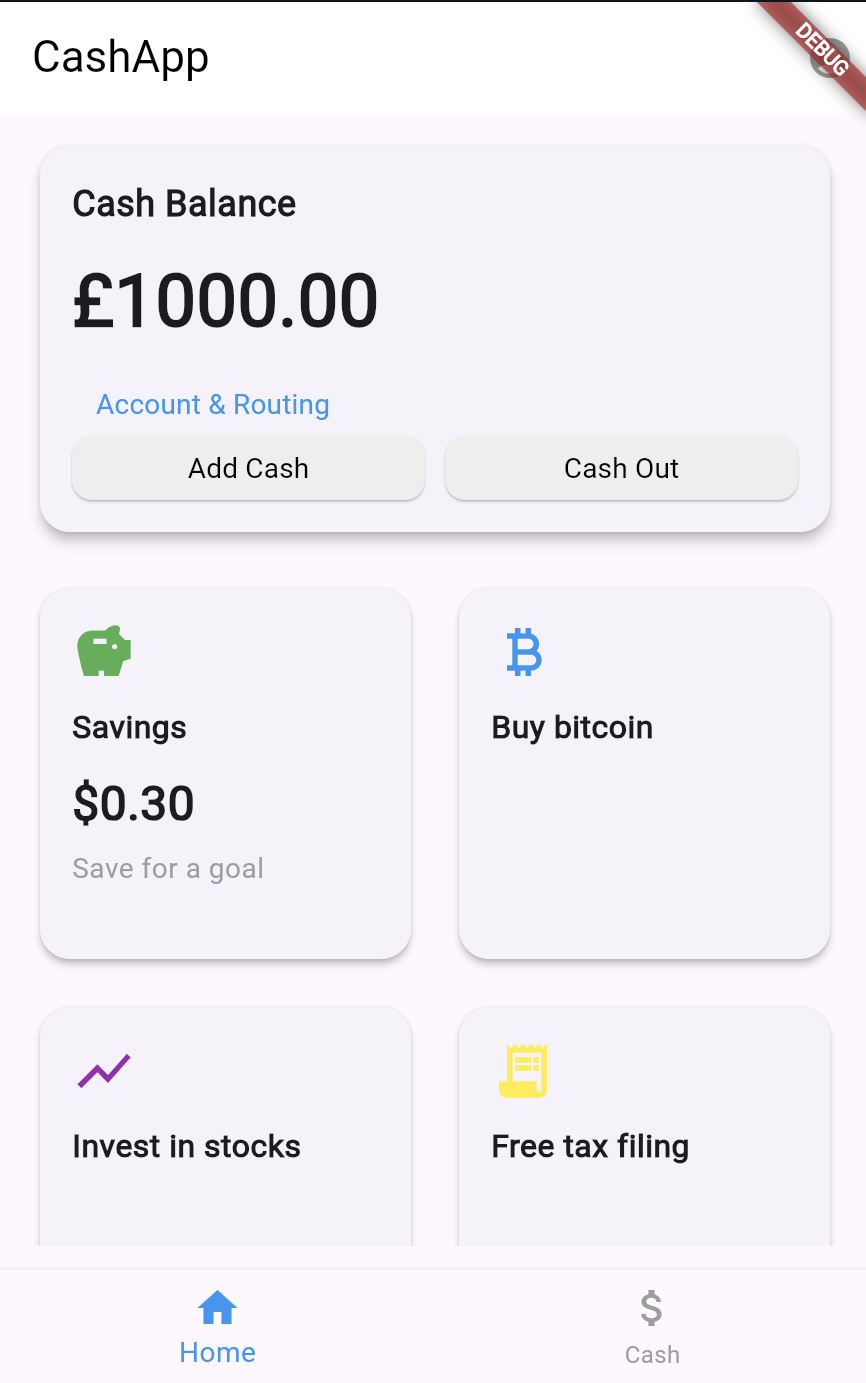 CashApp
DEBUG
Cash Balance
£1000.00
Account & Routing
Add Cash
Cash Out
Savings
$0.30
Save for a goal
Buy bitcoin
Invest in stocks
Free tax filing
Home
Cash